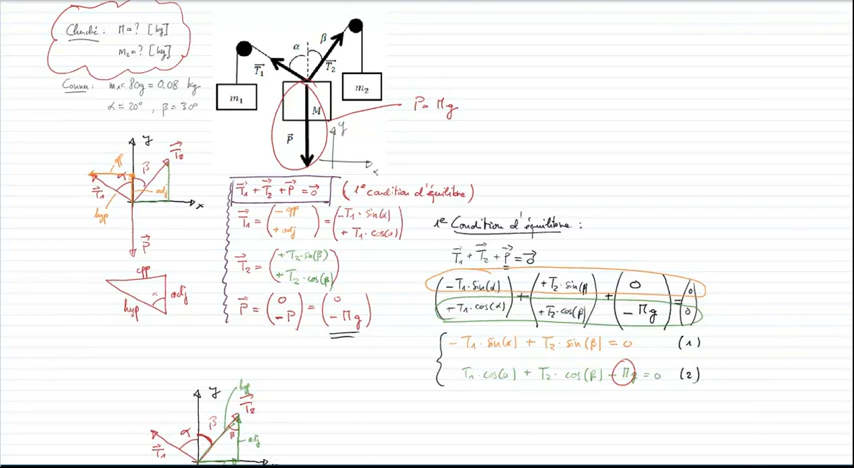 Cherché : M = ? [kg]
m₂ = ? [kg]
Connu : m₁ = 80g = 0.08 kg
α = 20° , β = 30°
α
β
T₁
T₂
m₁
m₂
M
P
y
x
P = Mg
y
opp
α
β
T₂
T₁
adj
hyp
x
P
opp
hyp
α
adj
T₁ + T₂ + P = 0 (1e condition d'équilibre)
T₁ = (-opp +adj) = (-T₁·sin(α) +T₁·cos(α))
T₂ = (+T₂·sin(β) +T₂·cos(β))
P = (0 -P) = (0 -Mg)
1e Condition d'équilibre :
T₁ + T₂ + P = 0
(-T₁·sin(α) +T₁·cos(α)) + (+T₂·sin(β) +T₂·cos(β)) + (0 -Mg) = (0 0)
-T₁·sin(α) + T₂·sin(β) = 0 (1)
T₁·cos(α) + T₂·cos(β) - Mg = 0 (2)
y
hyp
T₂
α
β
β
adj
T₁